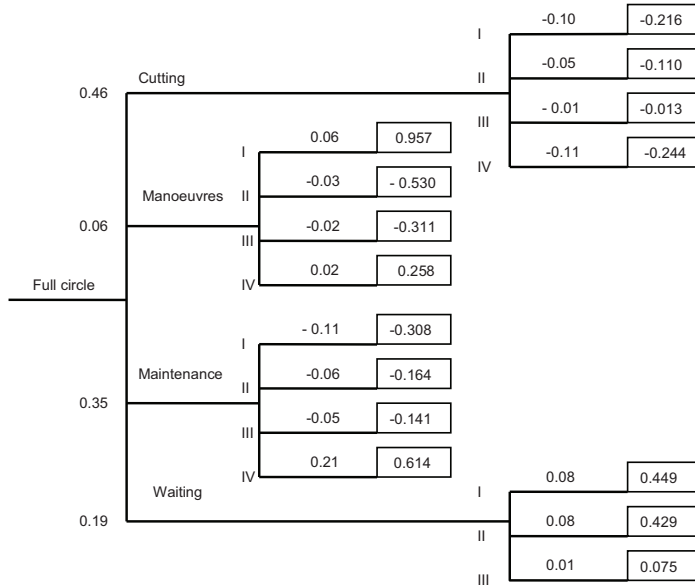 I -0.10 -0.216
Cutting II -0.05 -0.110
0.46
III - 0.01 -0.013
IV -0.11 -0.244
I 0.06 0.957
Manoeuvres II -0.03 - 0.530
0.06
III -0.02 -0.311
IV 0.02 0.258
Full circle
I - 0.11 -0.308
Maintenance II -0.06 -0.164
0.35
III -0.05 -0.141
IV 0.21 0.614
Waiting I 0.08 0.449
0.19
II 0.08 0.429
III 0.01 0.075